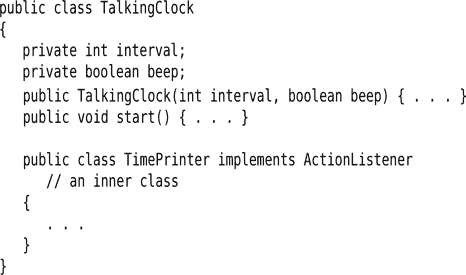 public class TalkingClock
{
   private int interval;
   private boolean beep;
   public TalkingClock(int interval, boolean beep) { . . . }
   public void start() { . . . }

   public class TimePrinter implements ActionListener
      // an inner class
   {
      . . .
   }
}